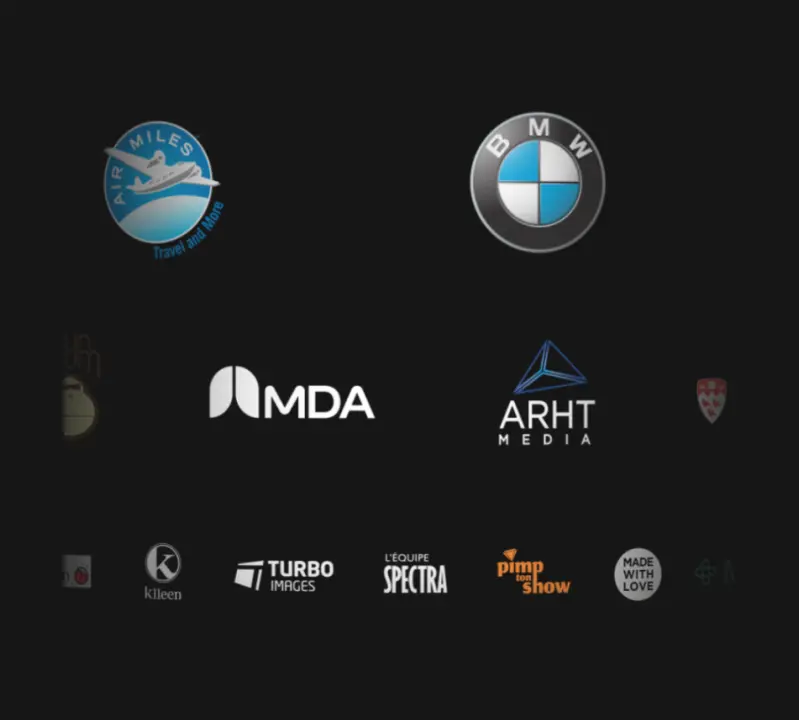 AIR MILES
Travel and More
BMW
MDA
ARHT
MEDIA
k
kileen
TURBO
IMAGES
L'ÉQUIPE
SPECTRA
pimp
ton
show
MADE
WITH
LOVE